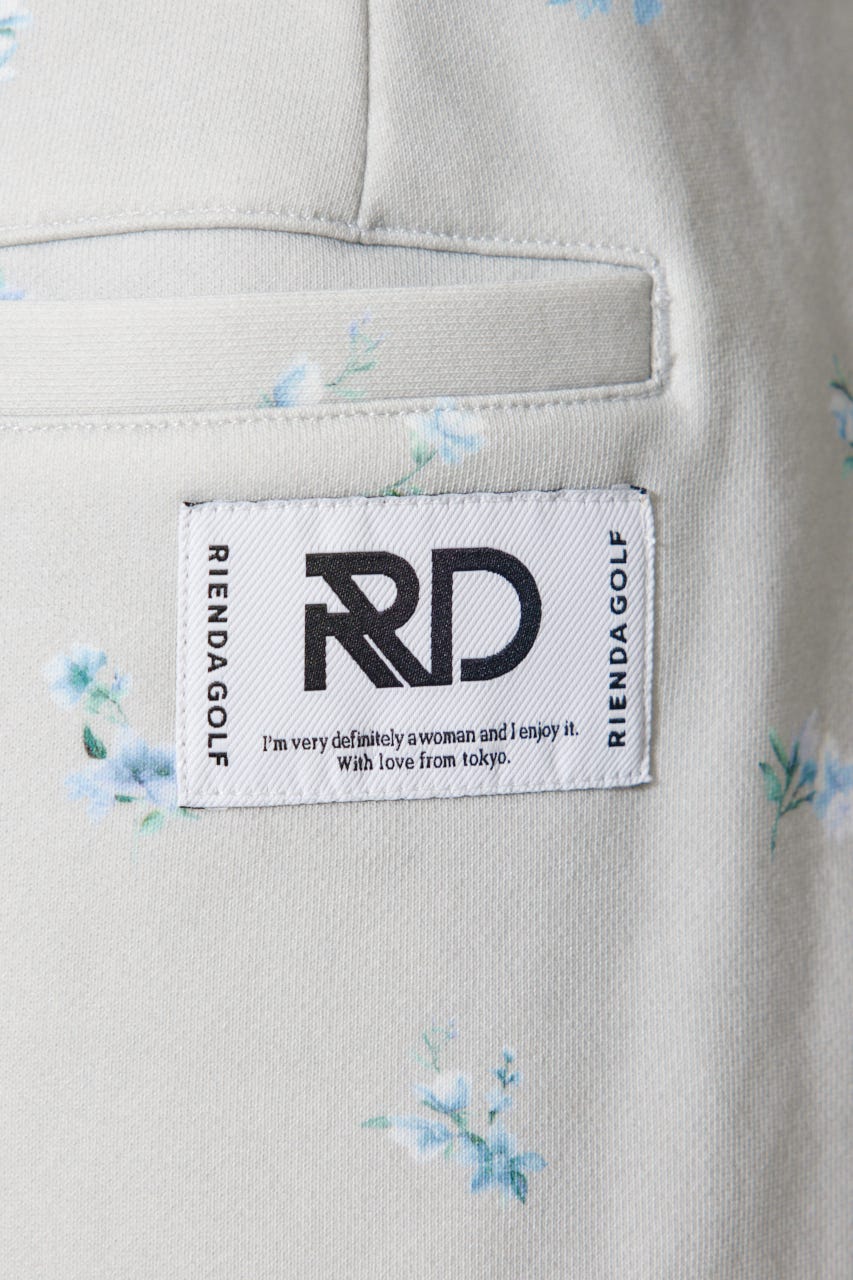 RIENDA GOLF
RD
I'm very definitely a woman and I enjoy it.
With love from tokyo.
RIENDA GOLF